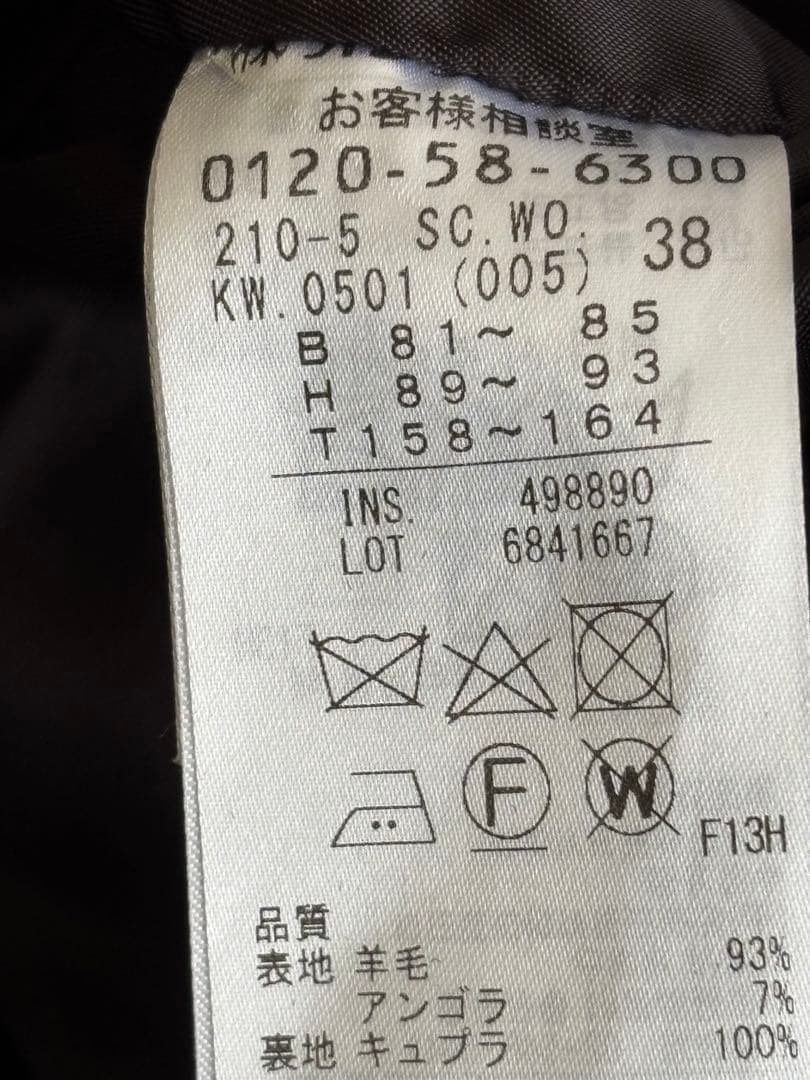 お客様相談室
0120-58-6300
210-5 SC.WO. 38
KW.0501 (005)
B 81～ 85
H 89～ 93
T158～164
INS. 498890
LOT 6841667
F
W
F13H
品質
表地 羊毛 93%
アンゴラ 7%
裏地 キュプラ 100%